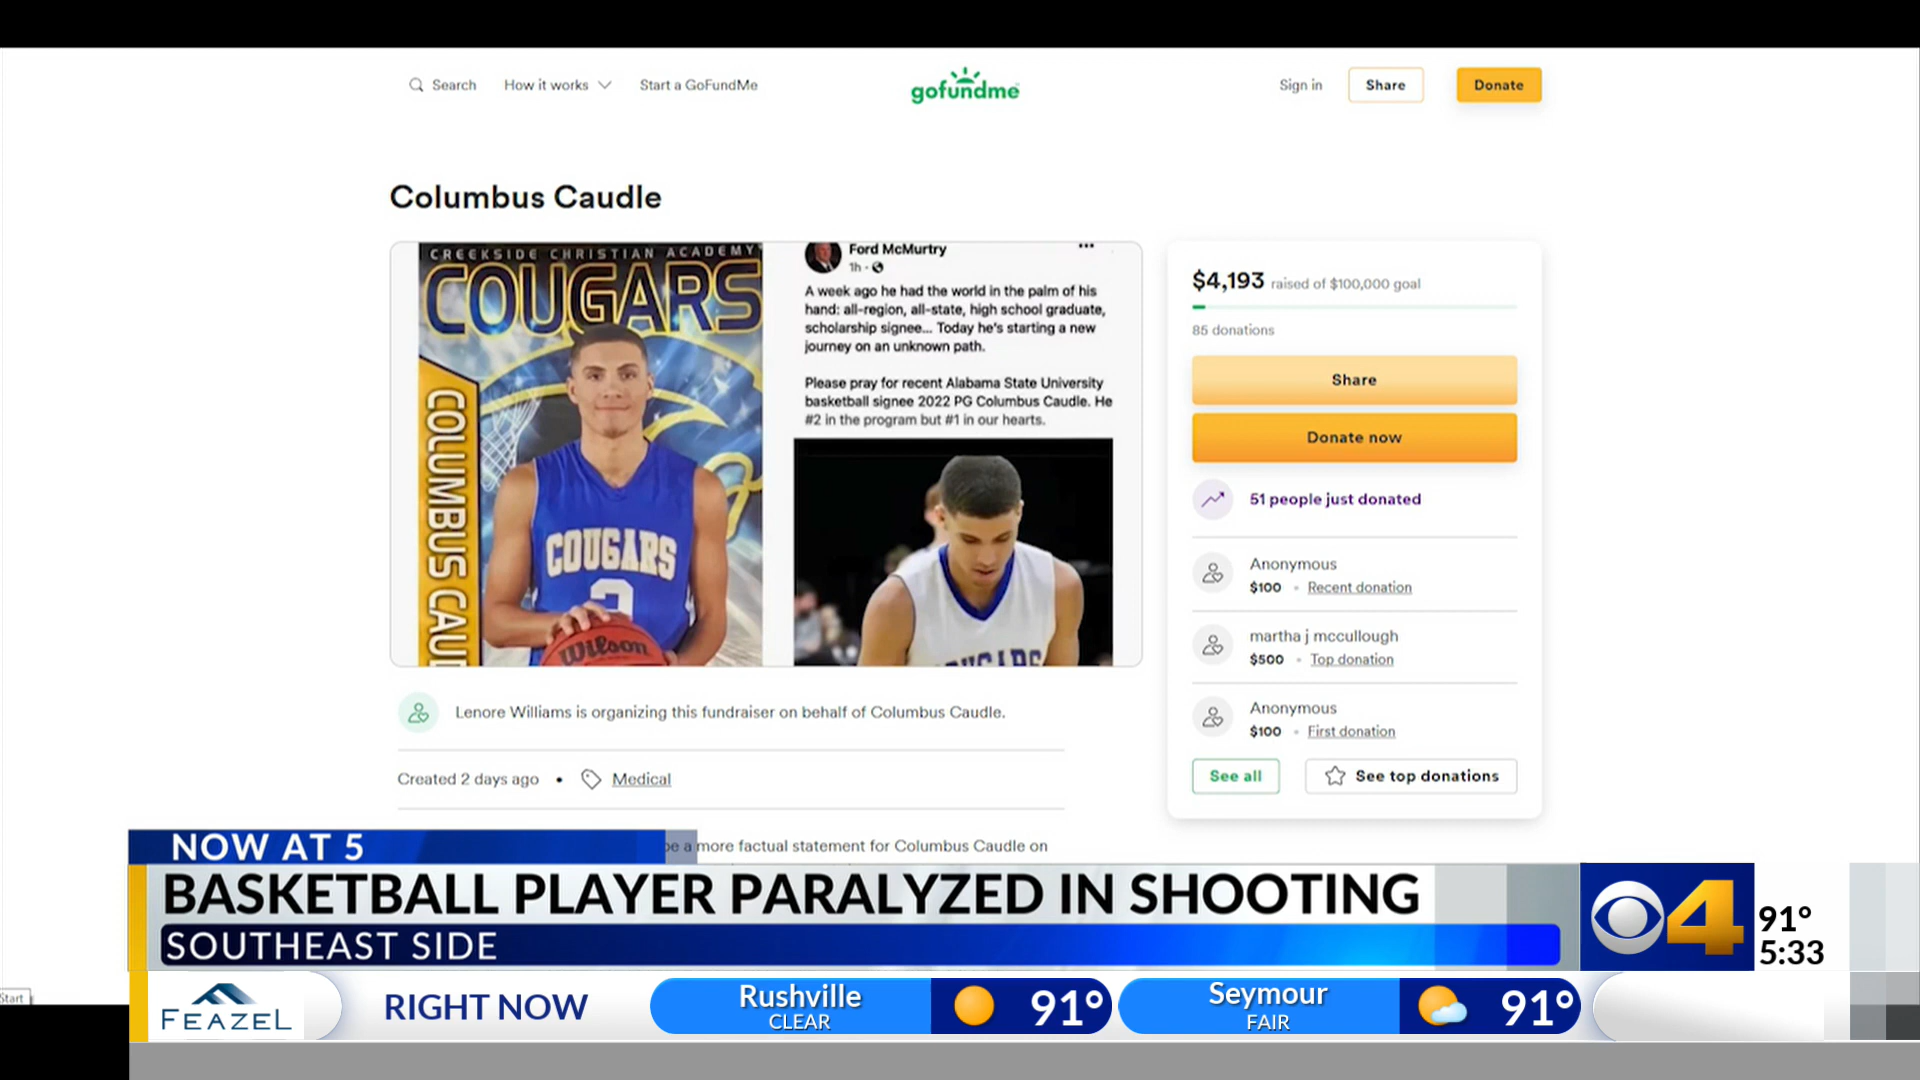 Search
How it works
Start a GoFundMe
gofundme
Sign in
Share
Donate
Columbus Caudle
CREEKSIDE CHRISTIAN ACADEMY
COUGARS
COLUMBUS CAU
COUGARS
2
Wilson
Ford McMurtry
1h
A week ago he had the world in the palm of his
hand: all-region, all-state, high school graduate,
scholarship signee... Today he's starting a new
journey on an unknown path.
Please pray for recent Alabama State University
basketball signee 2022 PG Columbus Caudle. He
#2 in the program but #1 in our hearts.
$4,193 raised of $100,000 goal
85 donations
Share
Donate now
51 people just donated
Anonymous
$100 • Recent donation
martha j mccullough
$500 • Top donation
Anonymous
$100 • First donation
See all
See top donations
Lenore Williams is organizing this fundraiser on behalf of Columbus Caudle.
Created 2 days ago • Medical
more factual statement for Columbus Caudle on
NOW AT 5
BASKETBALL PLAYER PARALYZED IN SHOOTING
SOUTHEAST SIDE
4
91°
5:33
Start
FEAZEL
RIGHT NOW
Rushville
CLEAR
91°
Seymour
FAIR
91°